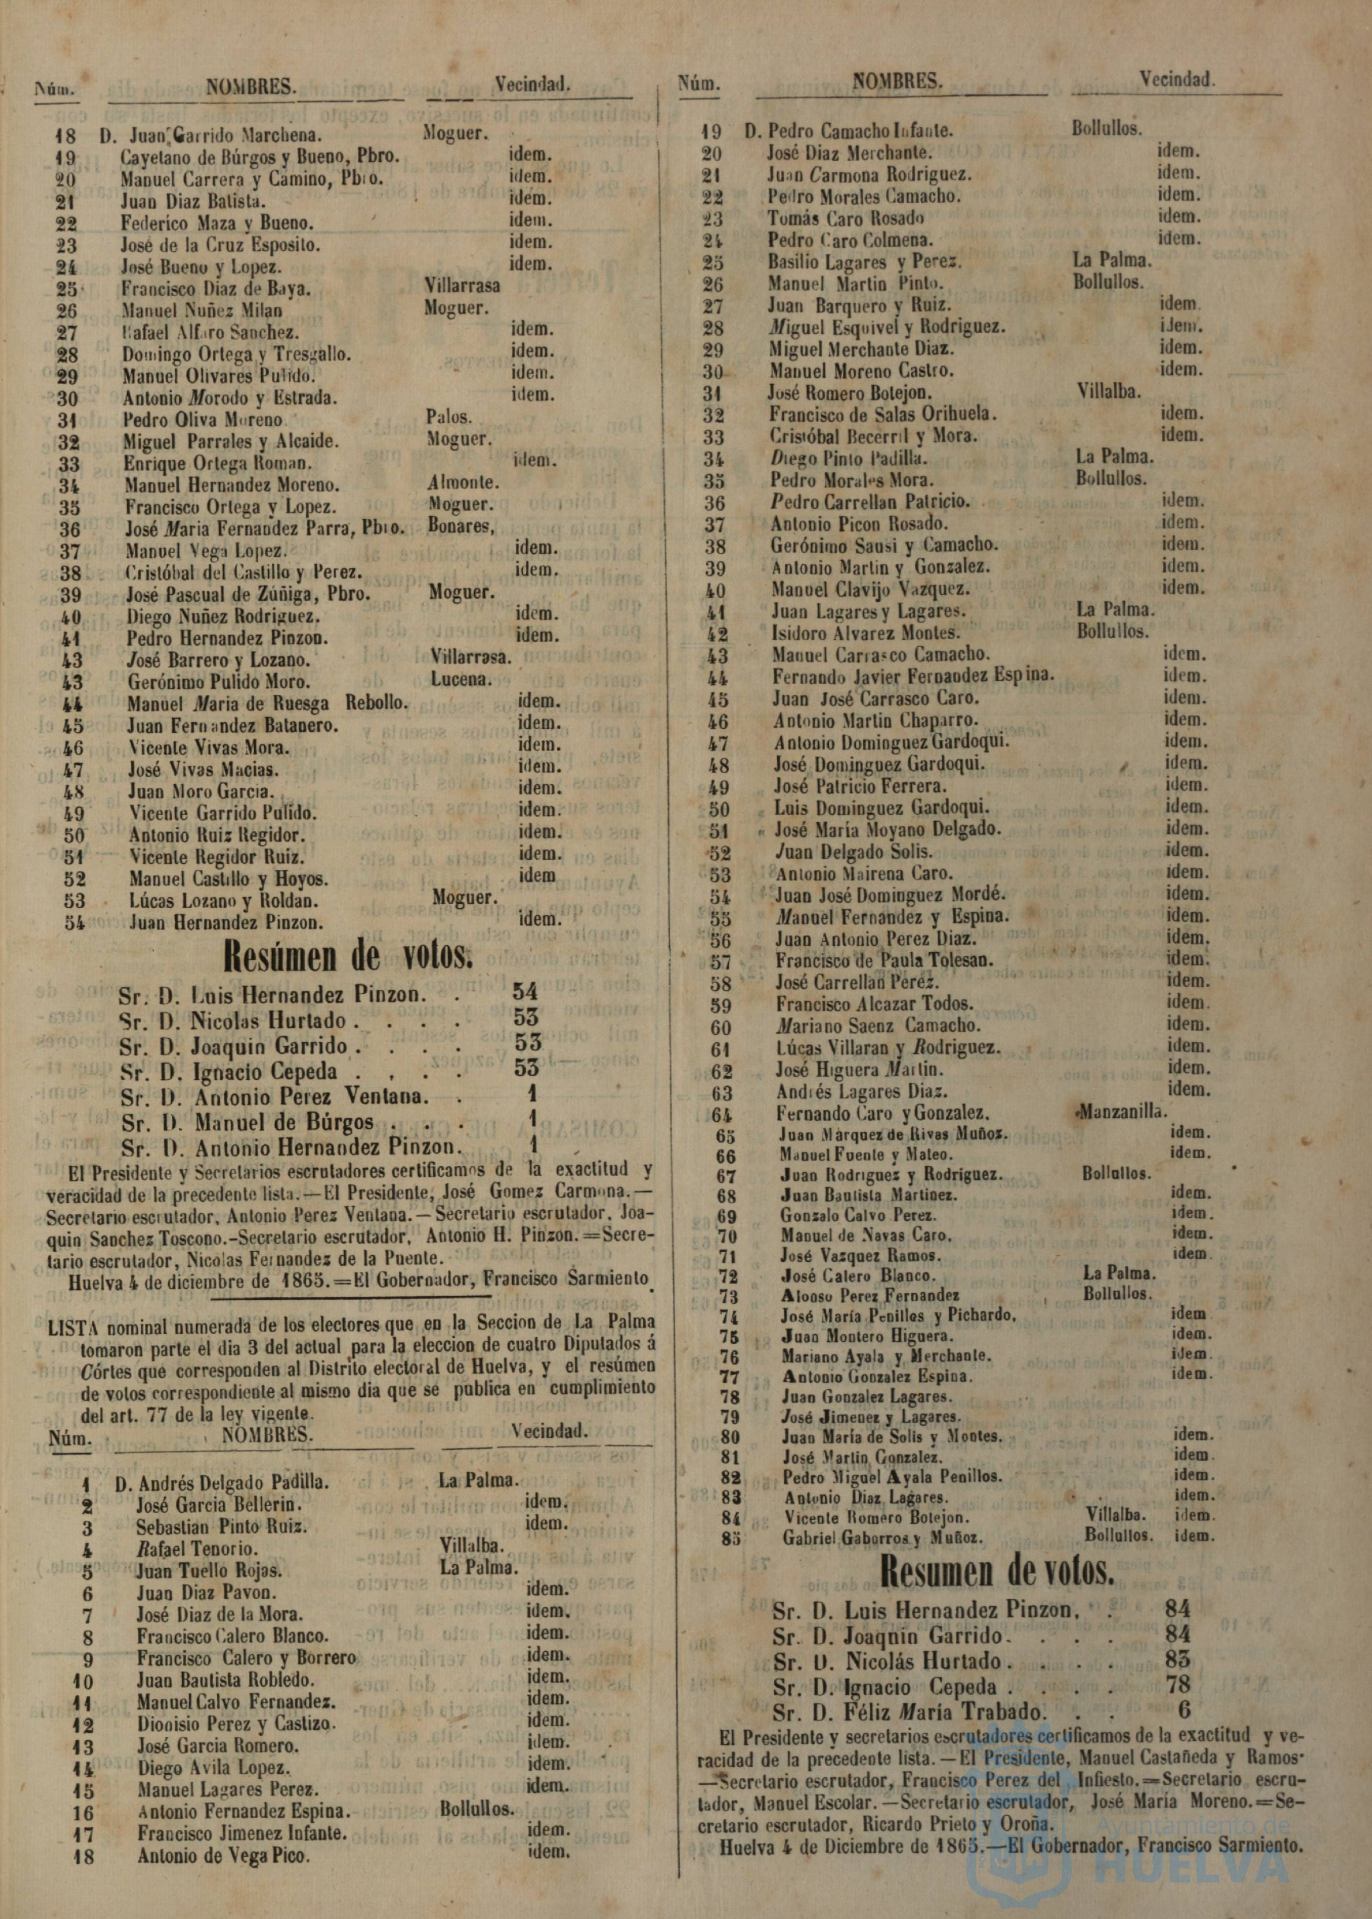 Núm. NOMBRES. Vecindad.
18 D. Juan Garrido Marchena. Moguer.
19 Cayetano de Búrgos y Bueno, Pbro. idem.
20 Manuel Carrera y Camino, Pbro. idem.
21 Juan Diaz Batista. idem.
22 Federico Maza y Bueno. idem.
23 José de la Cruz Esposito. idem.
24 José Bueno y Lopez. idem.
25 Francisco Diaz de Baya. Villarrasa
26 Manuel Nuñez Milan Moguer.
27 Rafael Alfaro Sanchez. idem.
28 Domingo Ortega y Tresgallo. idem.
29 Manuel Olivares Pulido. idem.
30 Antonio Morodo y Estrada. idem.
31 Pedro Oliva Moreno Palos.
32 Miguel Parrales y Alcaide. Moguer.
33 Enrique Ortega Roman. idem.
34 Manuel Hernandez Moreno. Almonte.
35 Francisco Ortega y Lopez. Moguer.
36 José Maria Fernandez Parra, Pbro. Bonares,
37 Manuel Vega Lopez. idem.
38 Cristóbal del Castillo y Perez. idem.
39 José Pascual de Zúñiga, Pbro. Moguer.
40 Diego Nuñez Rodriguez. idem.
41 Pedro Hernandez Pinzon. idem.
43 José Barrero y Lozano. Villarrasa.
43 Gerónimo Pulido Moro. Lucena.
44 Manuel Maria de Ruesga Rebollo. idem.
45 Juan Fernandez Batanero. idem.
46 Vicente Vivas Mora. idem.
47 José Vivas Macias. idem.
48 Juan Moro Garcia. idem.
49 Vicente Garrido Pulido. idem.
50 Antonio Ruiz Regidor. idem.
51 Vicente Regidor Ruiz. idem.
52 Manuel Castillo y Hoyos. idem
53 Lúcas Lozano y Roldan. Moguer.
54 Juan Hernandez Pinzon. idem.
Resúmen de votos.
Sr. D. Luis Hernandez Pinzon. . 54
Sr. D. Nicolas Hurtado . . . . 53
Sr. D. Joaquin Garrido . . . . 53
Sr. D. Ignacio Cepeda . . . . 53
Sr. D. Antonio Perez Ventana. . 1
Sr. D. Manuel de Búrgos . . . 1
Sr. D. Antonio Hernandez Pinzon. 1
El Presidente y Secretarios escrutadores certificamos de la exactitud y
veracidad de la precedente lista.—El Presidente, José Gomez Carmona.—
Secretario escrutador, Antonio Perez Ventana.—Secretario escrutador, Joa-
quin Sanchez Toscono.-Secretario escrutador, Antonio H. Pinzon.=Secre-
tario escrutador, Nicolas Fernandez de la Puente.
Huelva 4 de diciembre de 1865.=El Gobernador, Francisco Sarmiento.
LISTA nominal numerada de los electores que en la Seccion de La Palma
tomaron parte el dia 3 del actual para la eleccion de cuatro Diputados á
Córtes que corresponden al Distrito electoral de Huelva, y el resúmen
de votos correspondiente al mismo dia que se publica en cumplimiento
del art. 77 de la ley vigente.
Núm. NOMBRES. Vecindad.
1 D. Andrés Delgado Padilla. La Palma.
2 José Garcia Bellerin. idem.
3 Sebastian Pinto Ruiz. idem.
4 Rafael Tenorio. Villalba.
5 Juan Tuello Rojas. La Palma.
6 Juan Diaz Pavon. idem.
7 José Diaz de la Mora. idem.
8 Francisco Calero Blanco. idem.
9 Francisco Calero y Borrero idem.
10 Juan Bautista Robledo. idem.
11 Manuel Calvo Fernandez. idem.
12 Dionisio Perez y Castizo. idem.
13 José Garcia Romero. idem.
14 Diego Avila Lopez. idem.
15 Manuel Lagares Perez. idem.
16 Antonio Fernandez Espina. Bollullos.
17 Francisco Jimenez Infante. idem.
18 Antonio de Vega Pico. idem.
Núm. NOMBRES. Vecindad.
19 D. Pedro Camacho Infante. Bollullos.
20 José Diaz Merchante. idem.
21 Juan Carmona Rodriguez. idem.
22 Pedro Morales Camacho. idem.
23 Tomás Caro Rosado idem.
24 Pedro Caro Colmena. idem.
25 Basilio Lagares y Perez. La Palma.
26 Manuel Martin Pinto. Bollullos.
27 Juan Barquero y Ruiz. idem
28 Miguel Esquivel y Rodriguez. idem.
29 Miguel Merchante Diaz. idem.
30 Manuel Moreno Castro. idem.
31 José Romero Botejon. Villalba.
32 Francisco de Salas Orihuela. idem.
33 Cristóbal Becerril y Mora. idem.
34 Diego Pinto Padilla. La Palma.
35 Pedro Morales Mora. Bollullos.
36 Pedro Carrellan Patricio. idem.
37 Antonio Picon Rosado. idem.
38 Gerónimo Sausi y Camacho. idem.
39 Antonio Martin y Gonzalez. idem.
40 Manuel Clavijo Vazquez. idem.
41 Juan Lagares y Lagares. La Palma.
42 Isidoro Alvarez Montes. Bollullos.
43 Manuel Carrasco Camacho. idem.
44 Fernando Javier Fernandez Espina. idem.
45 Juan José Carrasco Caro. idem.
46 Antonio Martin Chaparro. idem.
47 Antonio Dominguez Gardoqui. idem.
48 José Dominguez Gardoqui. idem.
49 José Patricio Ferrera. idem.
50 Luis Dominguez Gardoqui. idem.
51 José María Moyano Delgado. idem.
52 Juan Delgado Solis. idem.
53 Antonio Mairena Caro. idem.
54 Juan José Dominguez Mordé. idem.
55 Manuel Fernandez y Espina. idem.
56 Juan Antonio Perez Diaz. idem.
57 Francisco de Paula Tolesan. idem.
58 José Carrellan Peréz. idem.
59 Francisco Alcazar Todos. idem.
60 Mariano Saenz Camacho. idem.
61 Lúcas Villaran y Rodriguez. idem.
62 José Higuera Martin. idem.
63 Andrés Lagares Diaz. idem.
64 Fernando Caro y Gonzalez. Manzanilla.
65 Juan Marquez de Rivas Muñoz. idem.
66 Manuel Fuente y Mateo. idem.
67 Juan Rodriguez y Rodriguez. Bollullos.
68 Juan Bautista Martinez. idem.
69 Gonzalo Calvo Perez. idem.
70 Manuel de Navas Caro. idem.
71 José Vazquez Ramos. idem.
72 José Calero Blanco. La Palma.
73 Alonso Perez Fernandez Bollullos.
74 José María Penillos y Pichardo. idem
75 Juan Montero Higuera. idem.
76 Mariano Ayala y Merchante. idem.
77 Antonio Gonzalez Espina. idem.
78 Juan Gonzalez Lagares.
79 José Jimenez y Lagares.
80 Juan María de Solis y Montes. idem.
81 José Martin Gonzalez. idem.
82 Pedro Miguel Ayala Penillos. idem.
83 Antonio Diaz Lagares. idem.
84 Vicente Romero Botejon. Villalba. idem.
85 Gabriel Gaborros y Muñoz. Bollullos. idem.
Resumen de votos.
Sr. D. Luis Hernandez Pinzon. . 84
Sr. D. Joaqnin Garrido. . . . 84
Sr. D. Nicolás Hurtado . . . . 83
Sr. D. Ignacio Cepeda . . . . 78
Sr. D. Féliz María Trabado. . . 6
El Presidente y secretarios escrutadores certificamos de la exactitud y ve-
racidad de la precedente lista.—El Presidente, Manuel Castañeda y Ramos-
—Secretario escrutador, Francisco Perez del Infiesto.=Secretario escru-
tador, Manuel Escolar.—Secretario escrutador, José María Moreno.=Se-
cretario escrutador, Ricardo Prieto y Oroña.
Huelva 4 de Diciembre de 1865.—El Gobernador, Francisco Sarmiento.
Ayuntamiento de
HUELVA